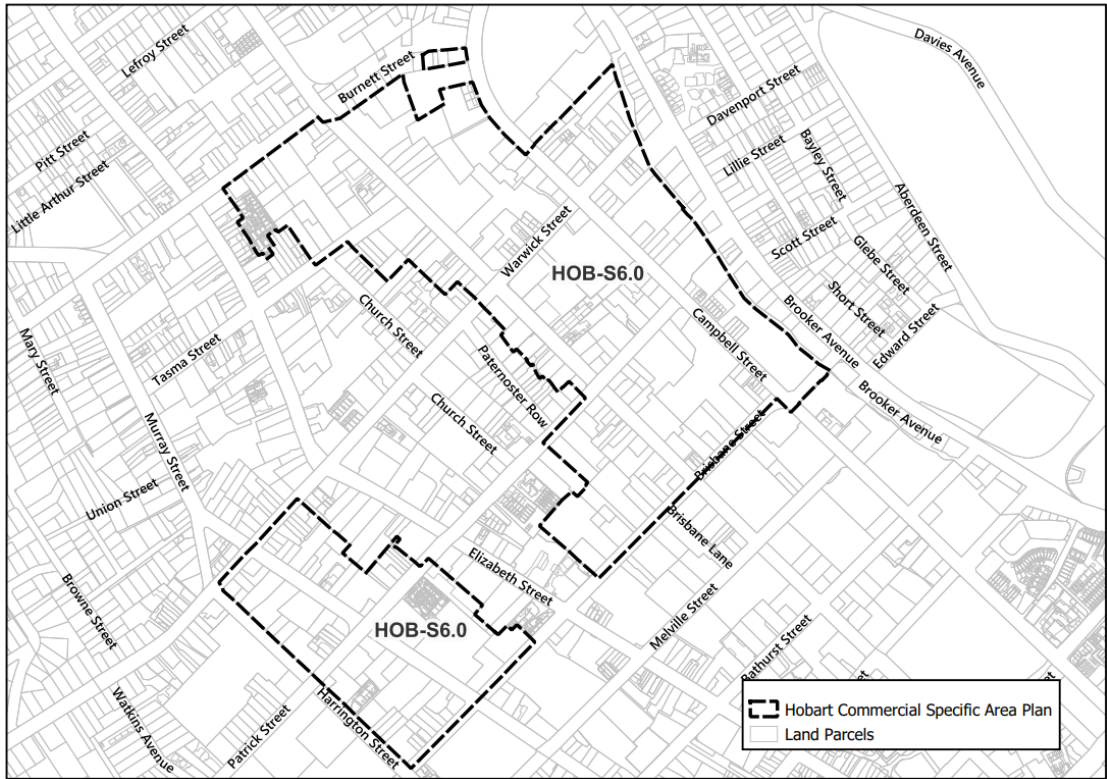 Lefroy Street
Burnett Street
Davies Avenue
Davenport Street
Pitt Street
Little Arthur Street
Lillie Street
Bayley Street
Aberdeen Street
Scott Street
Glebe Street
Warwick Street
HOB-S6.0
Short Street
Church Street
Campbell Street
Brooker Avenue
Edward Street
Mary Street
Tasma Street
Paternoster Row
Brooker Avenue
Church Street
Murray Street
Brisbane Street
Union Street
Brisbane Lane
Elizabeth Street
Browne Street
HOB-S6.0
Melville Street
Bathurst Street
Watkins Avenue
Patrick Street
Harrington Street
Hobart Commercial Specific Area Plan
Land Parcels